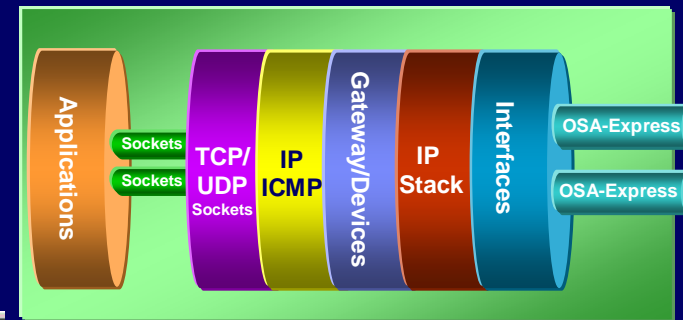 Applications
Sockets
Sockets
TCP/
UDP
Sockets
IP
ICMP
Gateway/Devices
IP
Stack
Interfaces
OSA-Express
OSA-Express